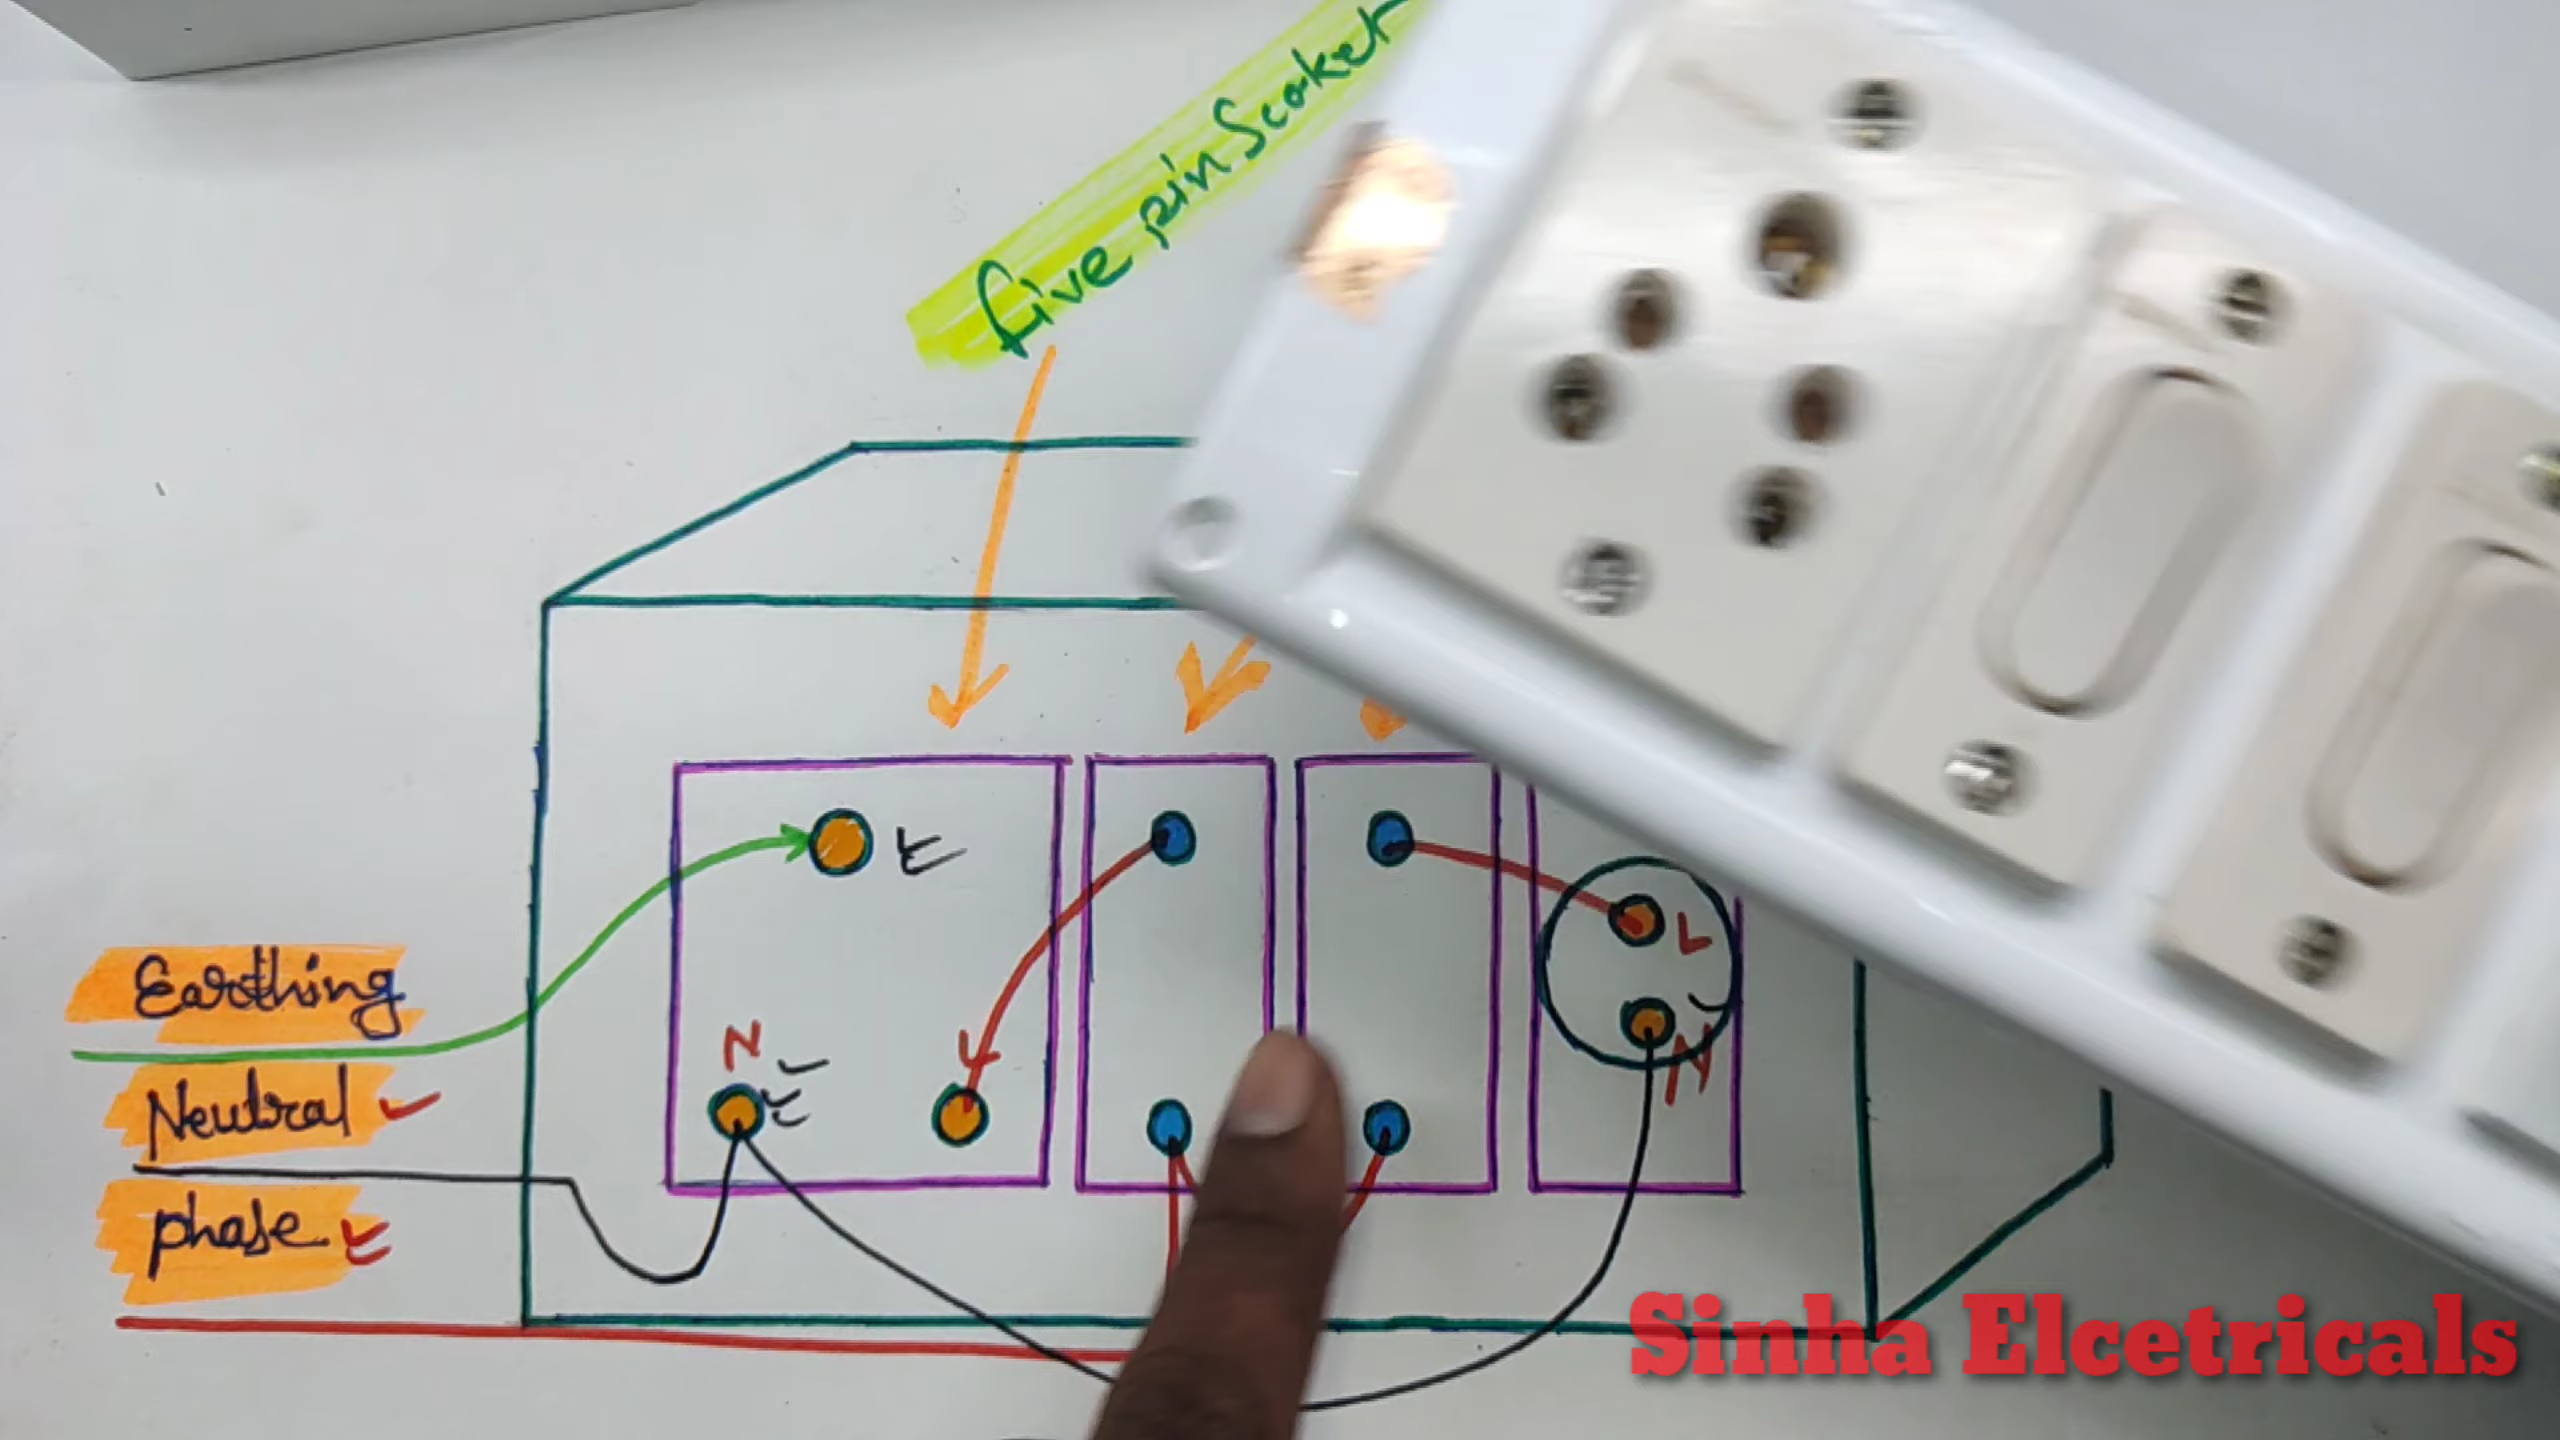 five pin Scoket
E
L
N
N
L
Earthing
Neutral
N
phase
Sinha Elcetricals